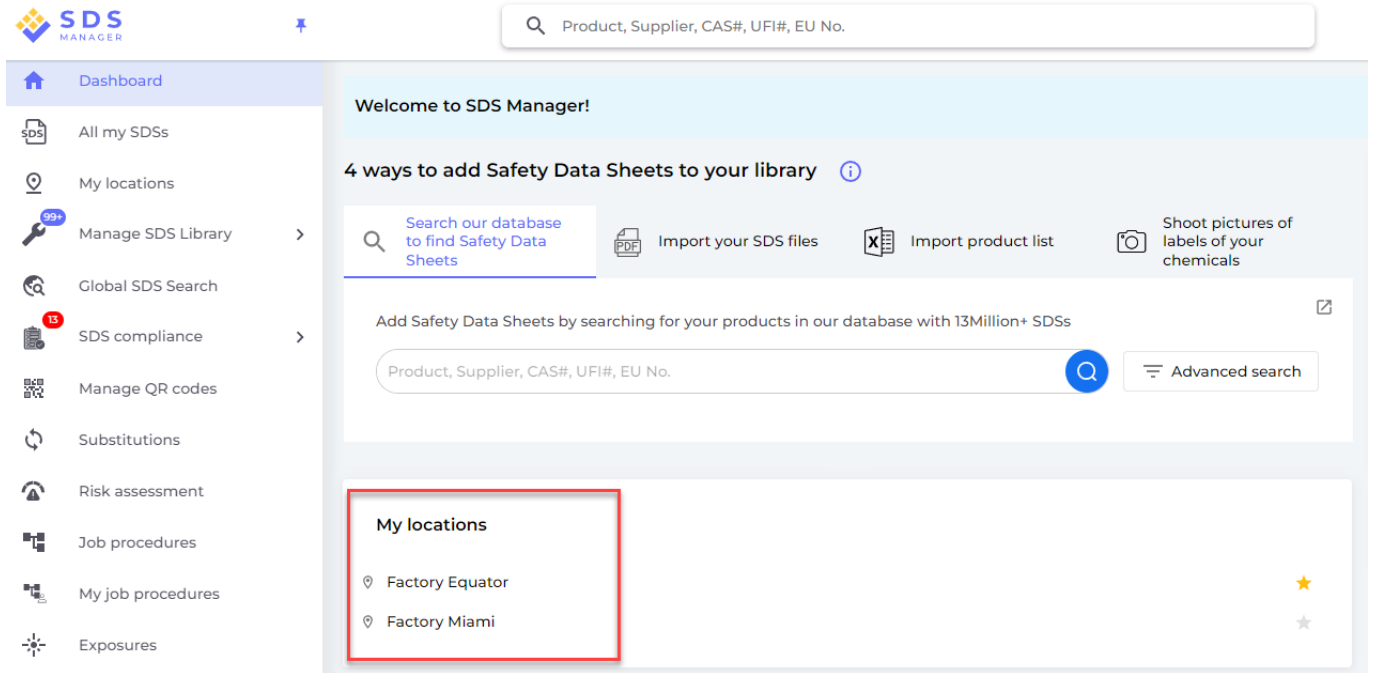 SDS
MANAGER
Product, Supplier, CAS#, UFI#, EU No.
Dashboard
SDS
All my SDSs
My locations
99+
Manage SDS Library
Global SDS Search
13
SDS compliance
Manage QR codes
Substitutions
Risk assessment
Job procedures
My job procedures
Exposures
Welcome to SDS Manager!
4 ways to add Safety Data Sheets to your library
Search our database
to find Safety Data
Sheets
PDF
Import your SDS files
X
Import product list
Shoot pictures of
labels of your
chemicals
Add Safety Data Sheets by searching for your products in our database with 13Million+ SDSs
Product, Supplier, CAS#, UFI#, EU No.
Advanced search
My locations
Factory Equator
Factory Miami